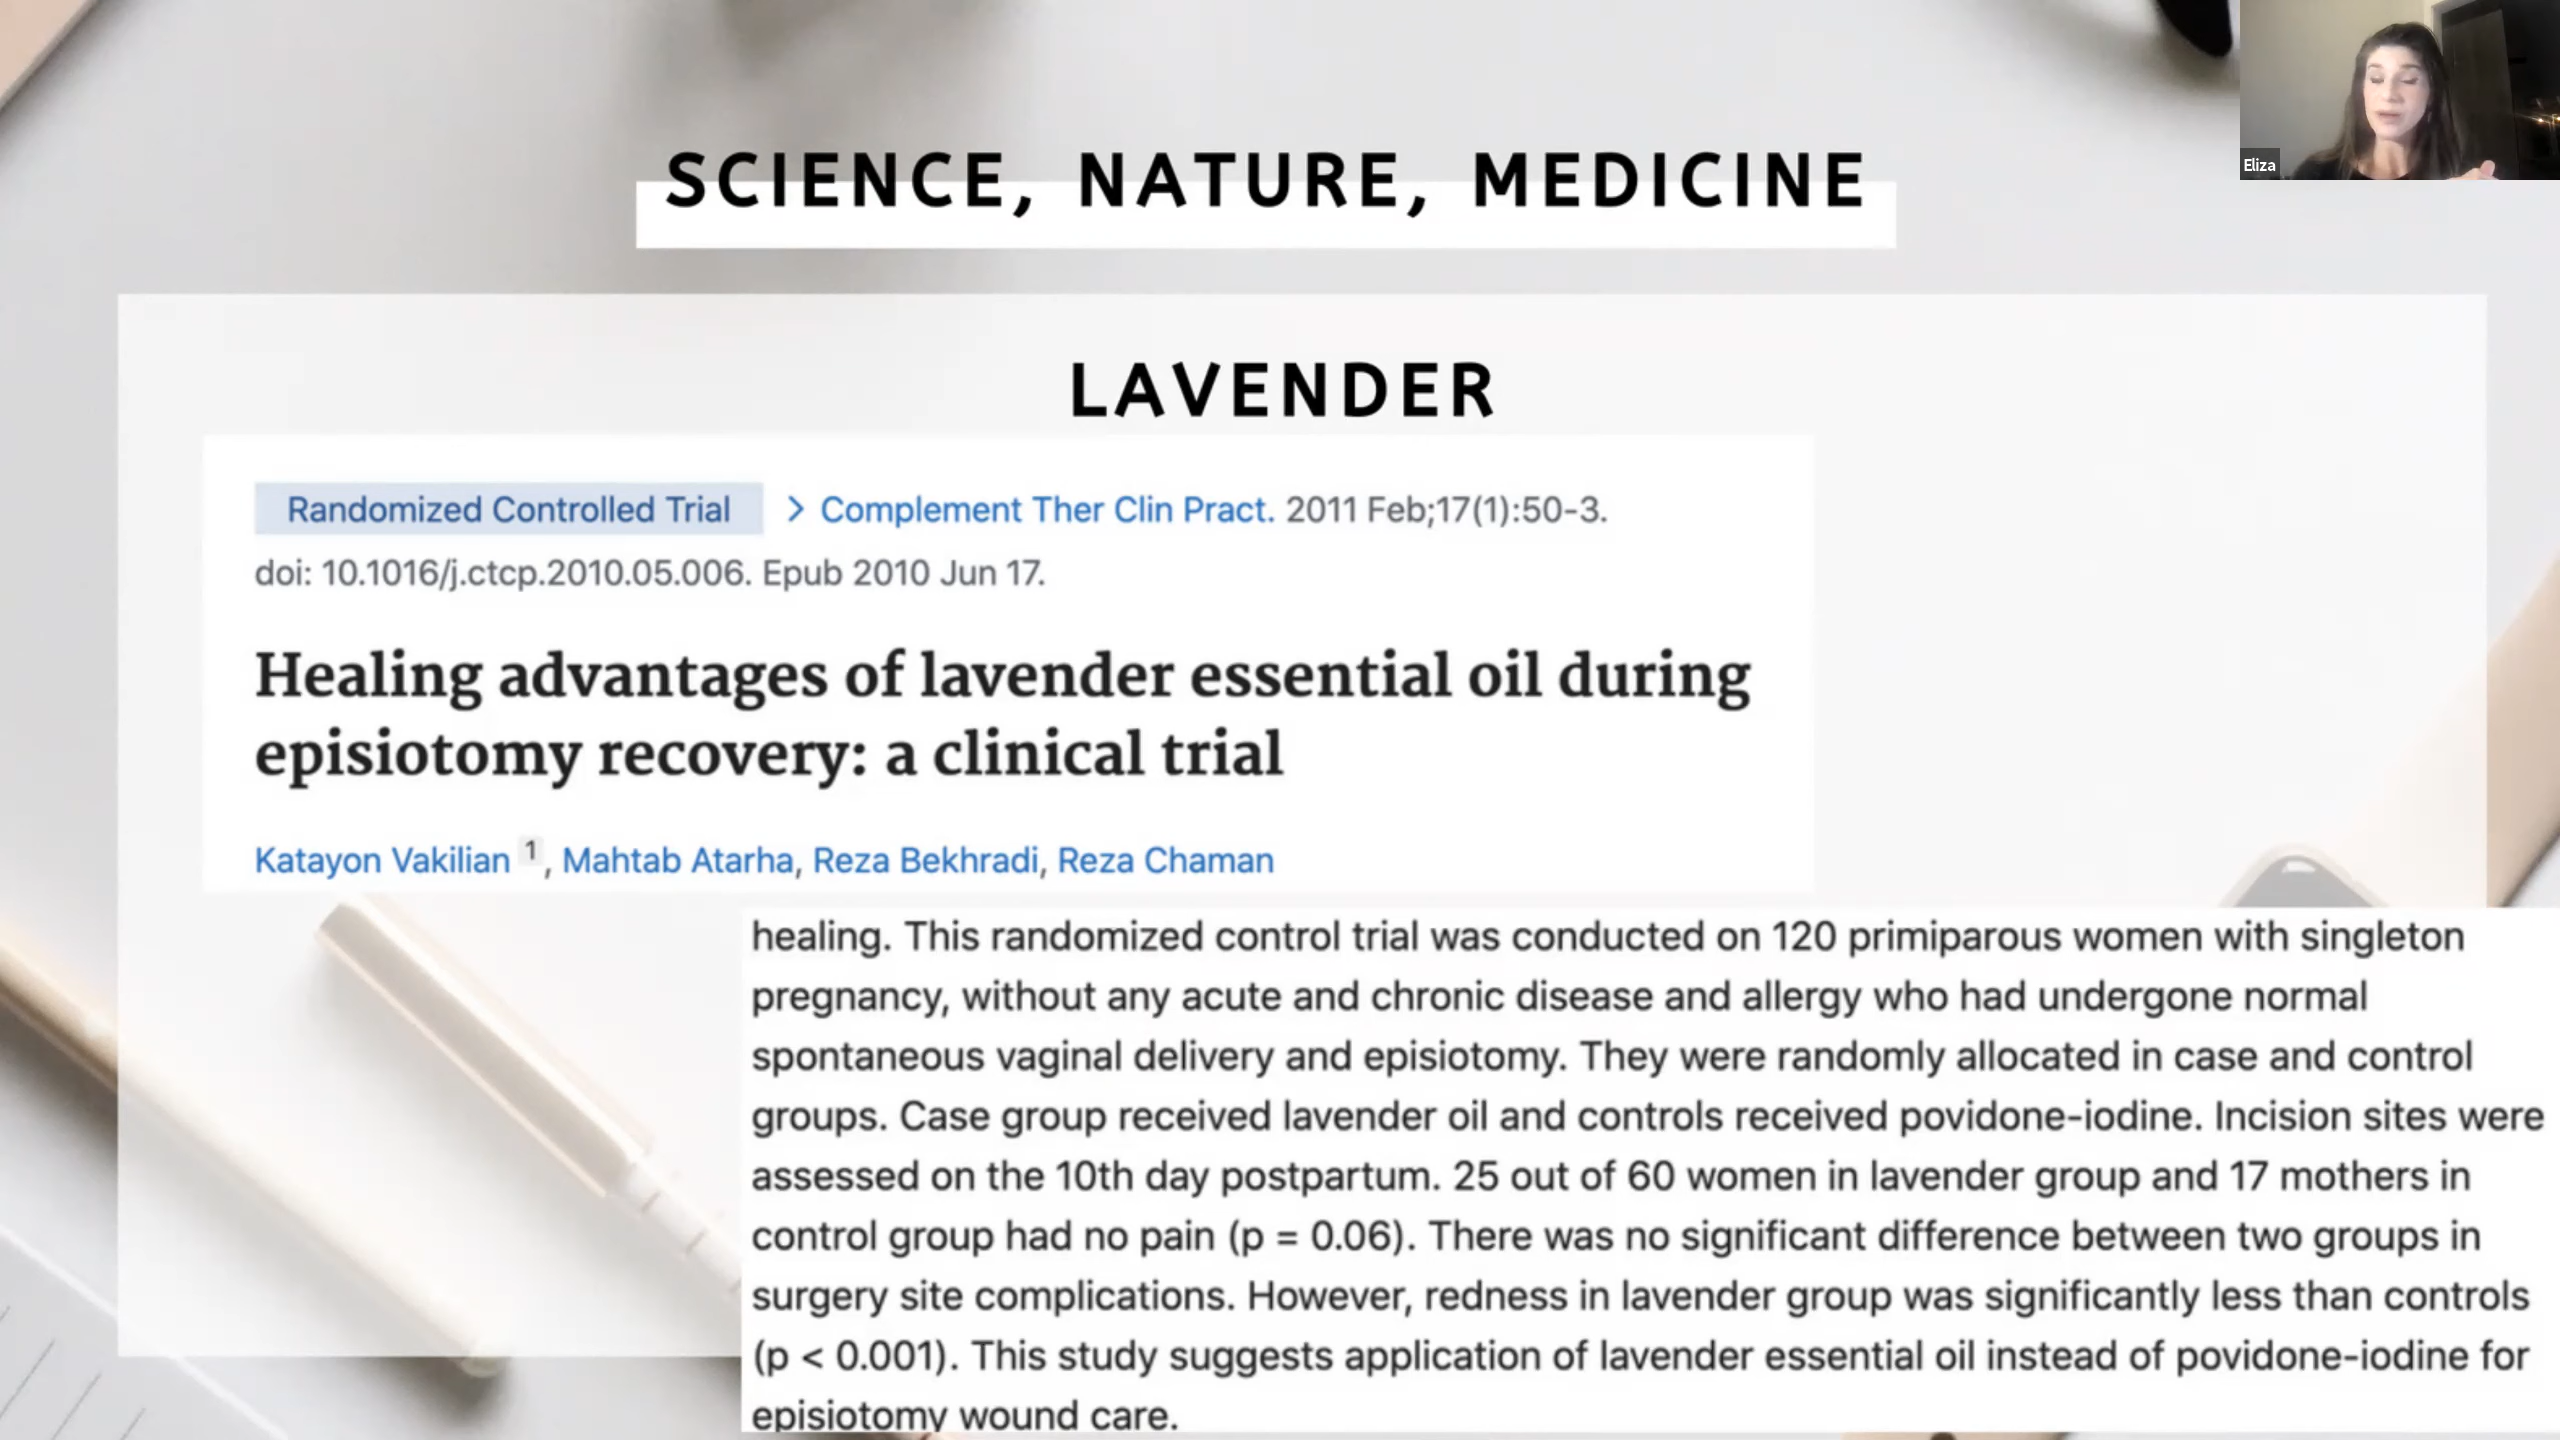 SCIENCE, NATURE, MEDICINE
Eliza
LAVENDER
Randomized Controlled Trial > Complement Ther Clin Pract. 2011 Feb;17(1):50-3.
doi: 10.1016/j.ctcp.2010.05.006. Epub 2010 Jun 17.
Healing advantages of lavender essential oil during
episiotomy recovery: a clinical trial
Katayon Vakilian 1, Mahtab Atarha, Reza Bekhradi, Reza Chaman
healing. This randomized control trial was conducted on 120 primiparous women with singleton
pregnancy, without any acute and chronic disease and allergy who had undergone normal
spontaneous vaginal delivery and episiotomy. They were randomly allocated in case and control
groups. Case group received lavender oil and controls received povidone-iodine. Incision sites were
assessed on the 10th day postpartum. 25 out of 60 women in lavender group and 17 mothers in
control group had no pain (p = 0.06). There was no significant difference between two groups in
surgery site complications. However, redness in lavender group was significantly less than controls
(p < 0.001). This study suggests application of lavender essential oil instead of povidone-iodine for
episiotomy wound care.